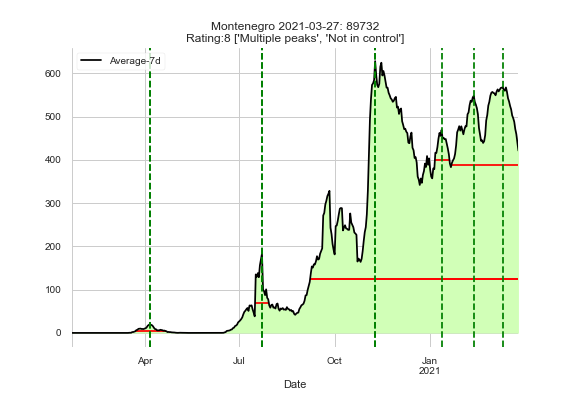 Montenegro 2021-03-27: 89732
Rating:8 ['Multiple peaks', 'Not in control']
Average-7d
600
500
400
300
200
100
0
Apr
Jul
Oct
Jan
2021
Date